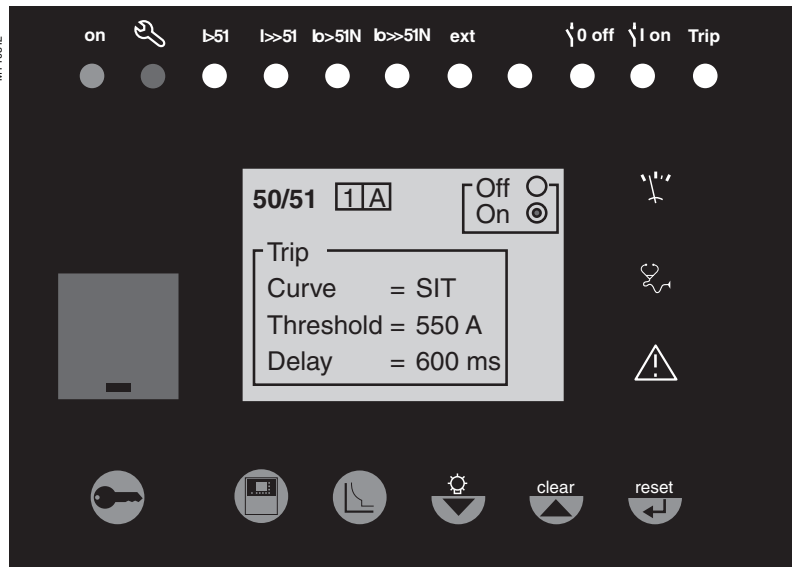 on I>51 I>>51 Io>51N Io>>51N ext 0 off I on Trip
50/51 1 A
Off
On
Trip
Curve = SIT
Threshold = 550 A
Delay = 600 ms
clear reset